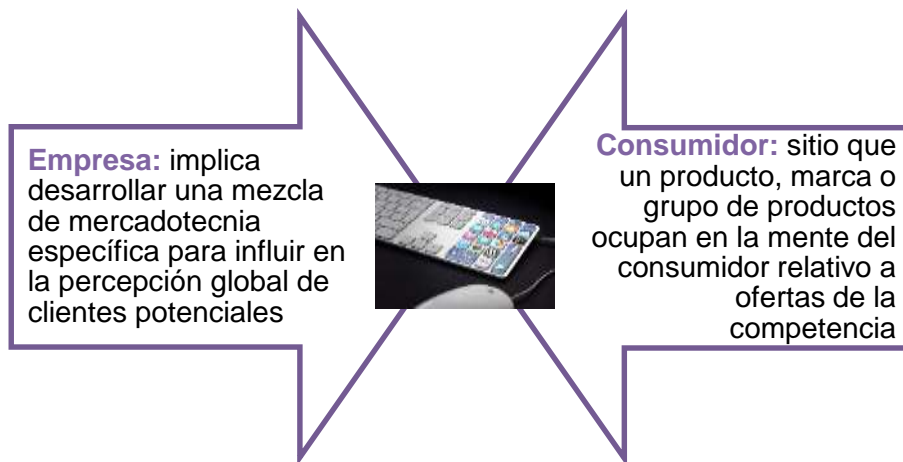 Empresa: implica
desarrollar una mezcla
de mercadotecnia
específica para influir en
la percepción global de
clientes potenciales
Consumidor: sitio que
un producto, marca o
grupo de productos
ocupan en la mente del
consumidor relativo a
ofertas de la
competencia